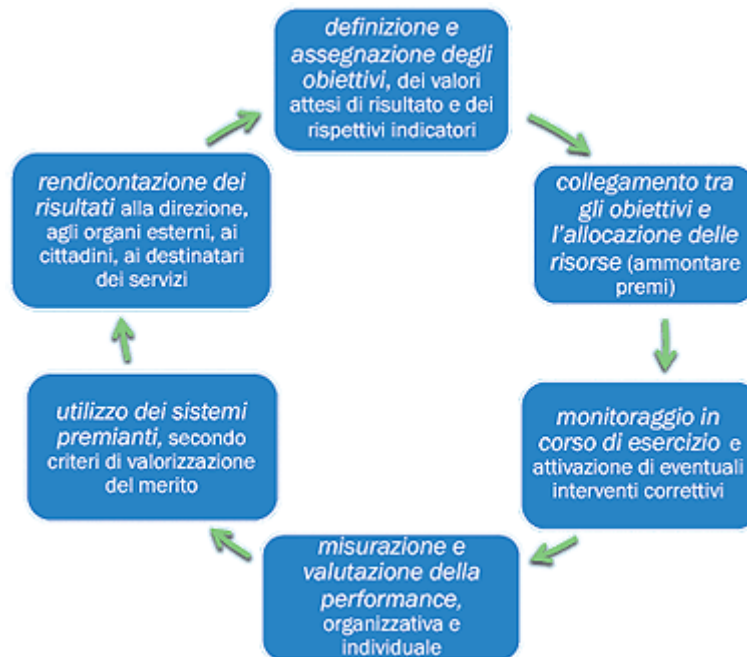 definizione e
assegnazione degli
obiettivi, dei valori
attesi di risultato e dei
rispettivi indicatori
collegamento tra
gli obiettivi e
l'allocazione delle
risorse (ammontare
premi)
monitoraggio in
corso di esercizio e
attivazione di eventuali
interventi correttivi
misurazione e
valutazione della
performance,
organizzativa e
individuale
utilizzo dei sistemi
premianti, secondo
criteri di valorizzazione
del merito
rendicontazione dei
risultati alla direzione,
agli organi esterni, ai
cittadini, ai destinatari
dei servizi